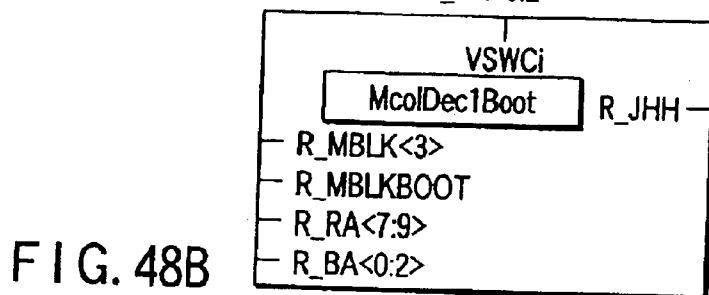 VSWCi
McolDec1Boot
R_JHH
R_MBLK<3>
R_MBLKBOOT
R_RA<7:9>
R_BA<0:2>
FIG. 48B